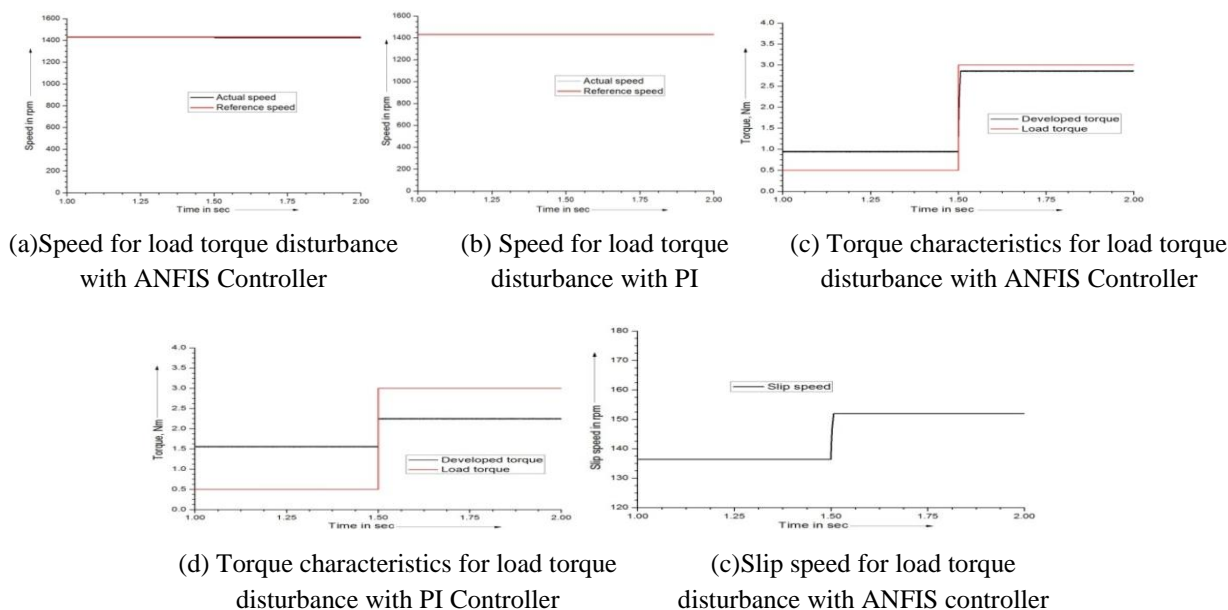 1600
1400
1200
1000
800
600
400
200
0
Speed in rpm
Actual speed
Reference speed
1.00 1.25 1.50 1.75 2.00
Time in sec
1600
1400
1200
1000
800
600
400
200
0
Speed in rpm
Actual speed
Reference speed
1.00 1.25 1.50 1.75 2.00
Time in sec
4.0
3.5
3.0
2.5
2.0
1.5
1.0
0.5
0.0
Torque, Nm
Developed torque
Load torque
1.00 1.25 1.50 1.75 2.00
Time in sec
(a)Speed for load torque disturbance
with ANFIS Controller
(b) Speed for load torque
disturbance with PI
(c) Torque characteristics for load torque
disturbance with ANFIS Controller
4.0
3.5
3.0
2.5
2.0
1.5
1.0
0.5
0.0
Torque, Nm
Developed torque
Load torque
1.00 1.25 1.50 1.75 2.00
Time in sec
180
170
160
150
140
130
120
Slip speed in rpm
Slip speed
1.00 1.25 1.50 1.75 2.00
Time in sec
(d) Torque characteristics for load torque
disturbance with PI Controller
(c)Slip speed for load torque
disturbance with ANFIS controller